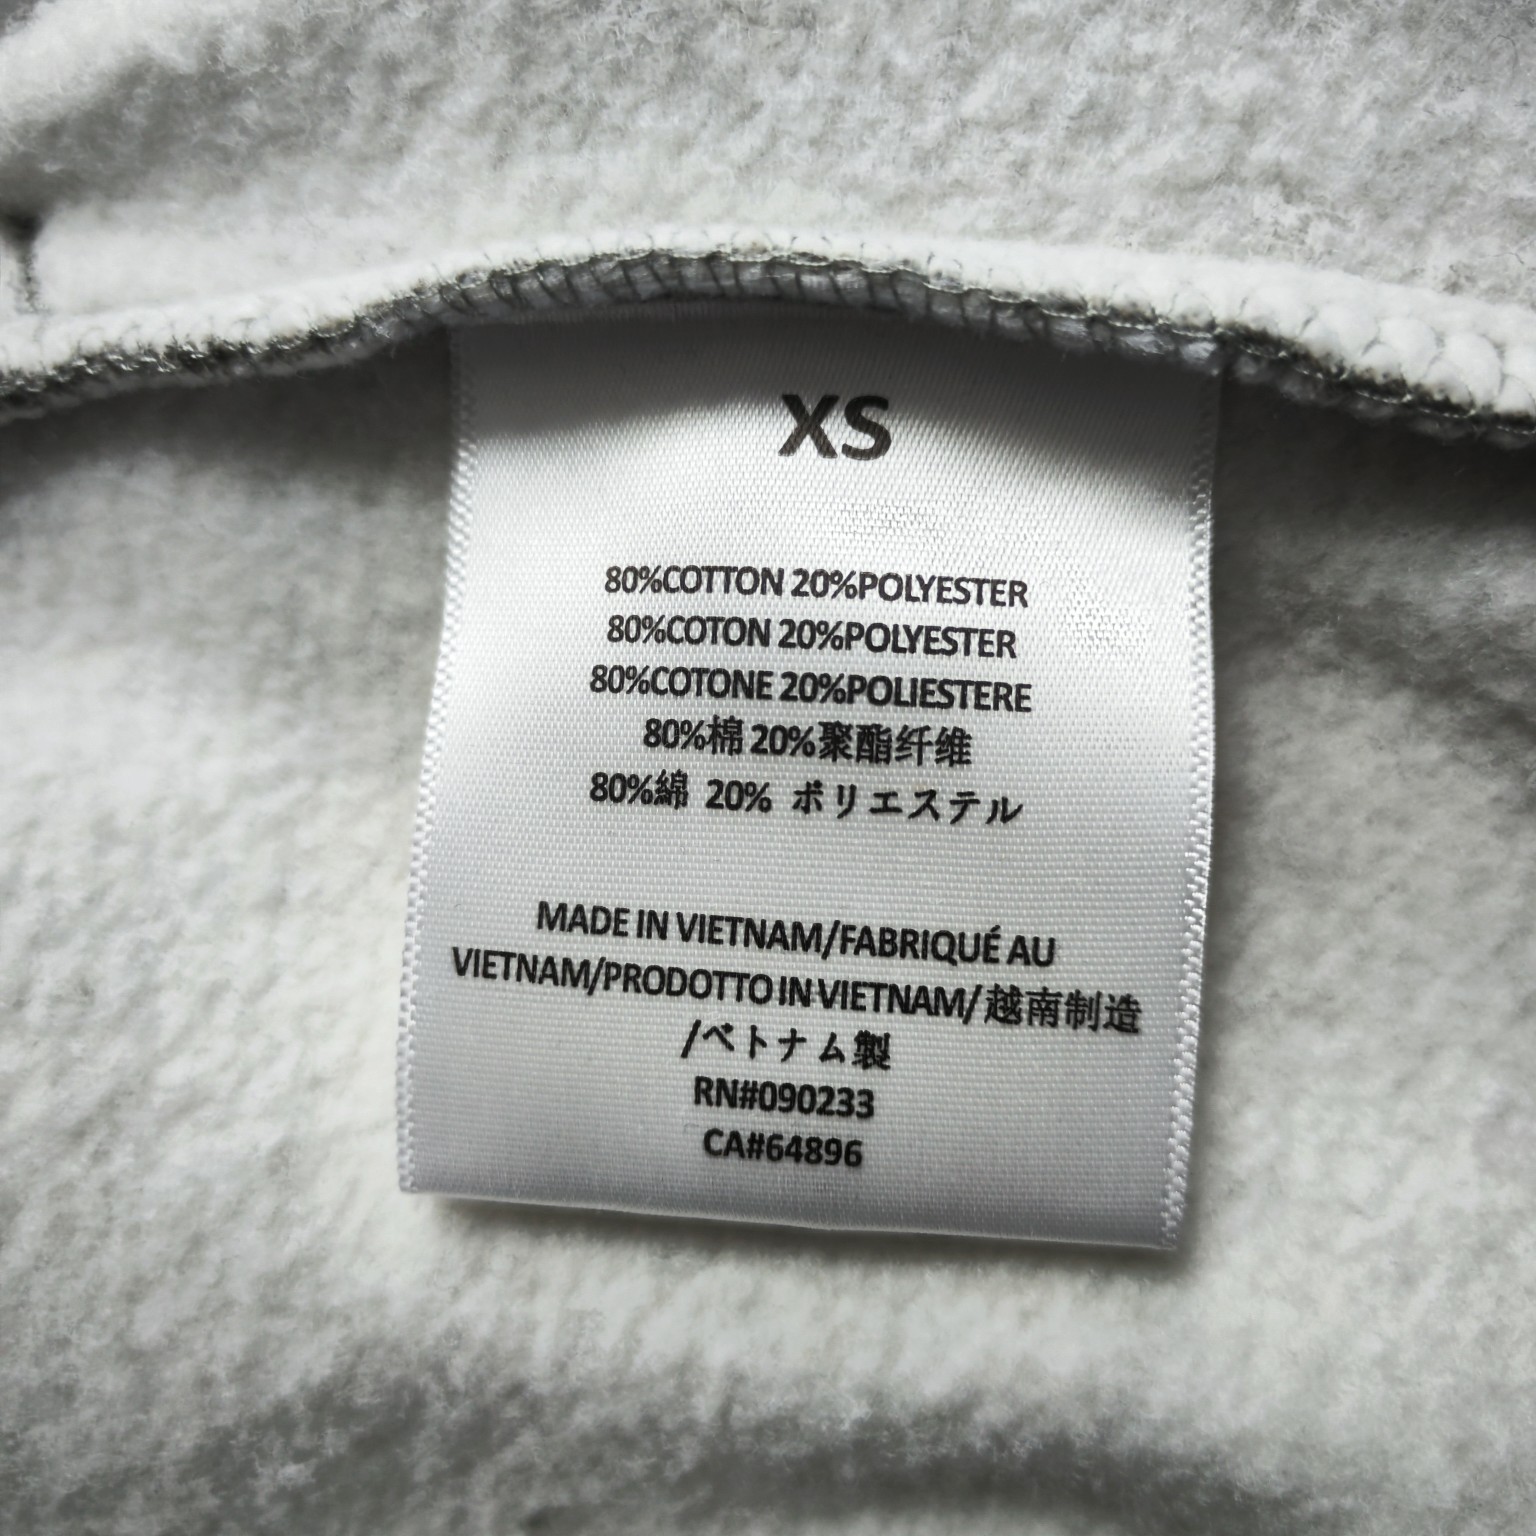 XS
80%COTTON 20%POLYESTER
80%COTON 20%POLYESTER
80%COTONE 20%POLIESTERE
80%棉 20%聚酯纤维
80%綿 20% ポリエステル
MADE IN VIETNAM/FABRIQUÉ AU
VIETNAM/PRODOTTO IN VIETNAM/ 越南制造
/ベトナム製
RN#090233
CA#64896